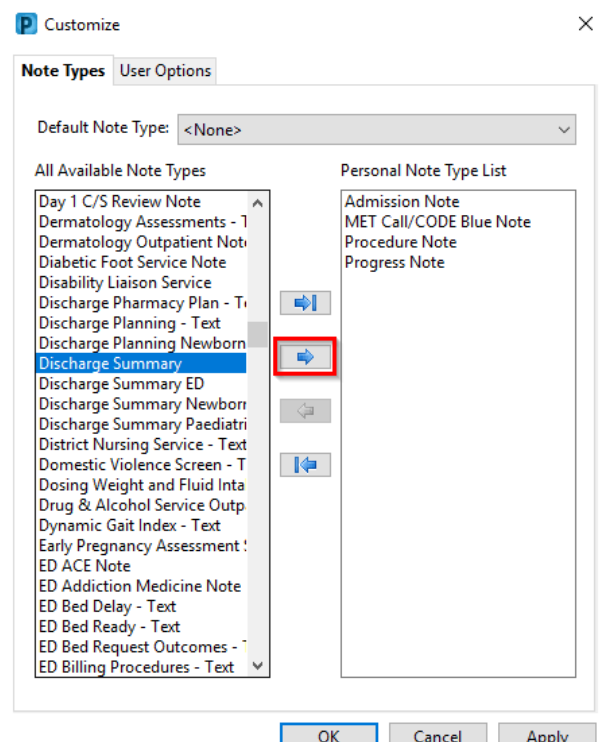 Customize
Note Types User Options
Default Note Type: <None>
All Available Note Types
Day 1 C/S Review Note
Dermatology Assessments - T
Dermatology Outpatient Note
Diabetic Foot Service Note
Disability Liaison Service
Discharge Pharmacy Plan - Te
Discharge Planning - Text
Discharge Planning Newborn
Discharge Summary
Discharge Summary ED
Discharge Summary Newborn
Discharge Summary Paediatri
District Nursing Service - Text
Domestic Violence Screen - T
Dosing Weight and Fluid Inta
Drug & Alcohol Service Outp
Dynamic Gait Index - Text
Early Pregnancy Assessment S
ED ACE Note
ED Addiction Medicine Note
ED Bed Delay - Text
ED Bed Ready - Text
ED Bed Request Outcomes - T
ED Billing Procedures - Text
Personal Note Type List
Admission Note
MET Call/CODE Blue Note
Procedure Note
Progress Note
OK Cancel Apply